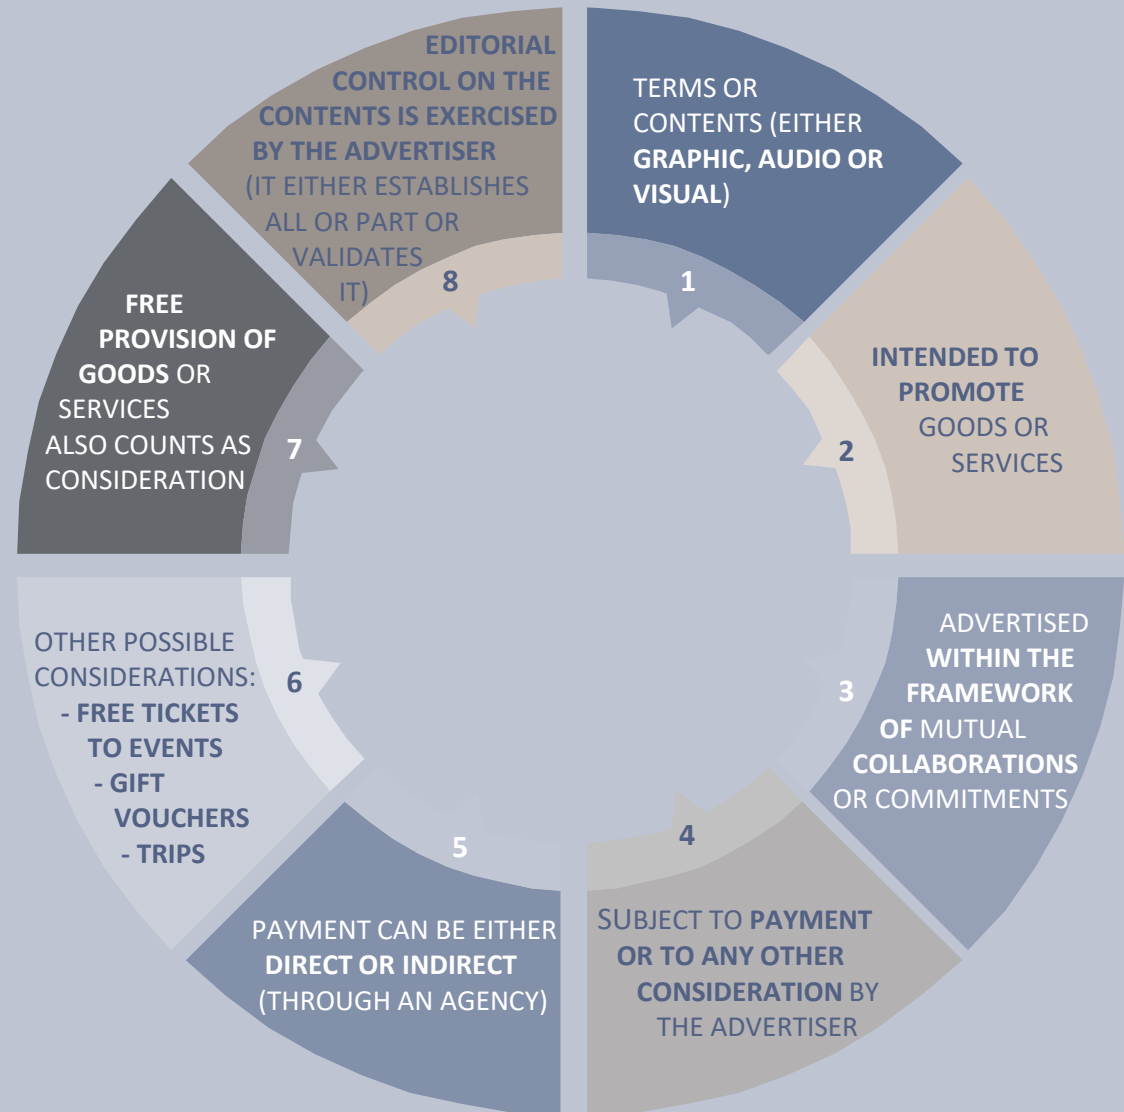 TERMS OR
CONTENTS (EITHER
GRAPHIC, AUDIO OR
VISUAL)
1
INTENDED TO
PROMOTE
GOODS OR
SERVICES
2
ADVERTISED
WITHIN THE
FRAMEWORK
OF MUTUAL
COLLABORATIONS
OR COMMITMENTS
3
SUBJECT TO PAYMENT
OR TO ANY OTHER
CONSIDERATION BY
THE ADVERTISER
4
PAYMENT CAN BE EITHER
DIRECT OR INDIRECT
(THROUGH AN AGENCY)
5
OTHER POSSIBLE
CONSIDERATIONS:
- FREE TICKETS
TO EVENTS
- GIFT
VOUCHERS
- TRIPS
6
FREE
PROVISION OF
GOODS OR
SERVICES
ALSO COUNTS AS
CONSIDERATION
7
EDITORIAL
CONTROL ON THE
CONTENTS IS EXERCISED
BY THE ADVERTISER
(IT EITHER ESTABLISHES
ALL OR PART OR
VALIDATES
IT)
8